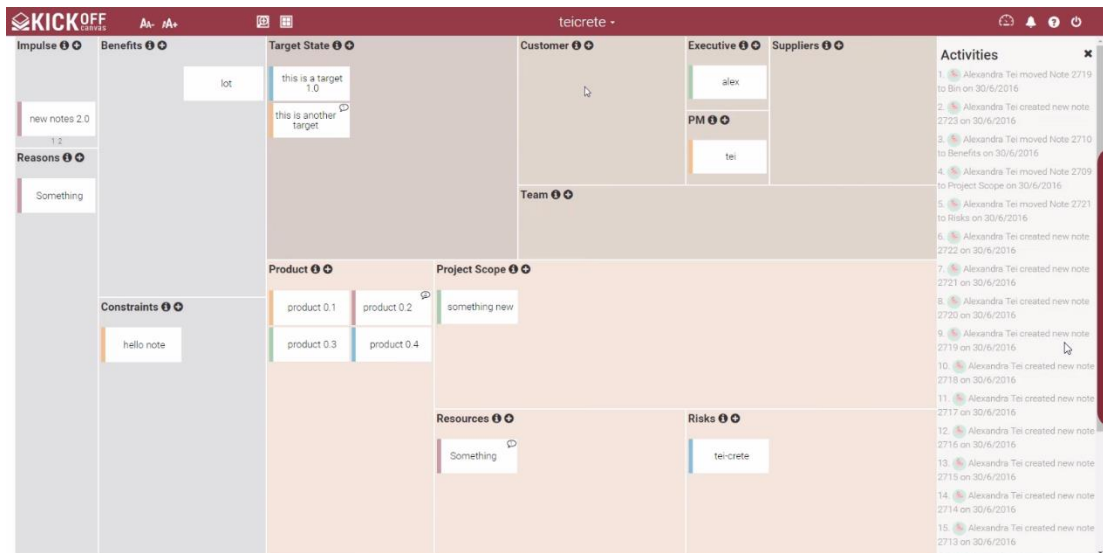 KICKOFF
canvas
AA- AA+
teicrete
Impulse
new notes 2.0
1 2
Reasons
Something
Benefits
lot
Constraints
hello note
Target State
this is a target
1.0
this is another
target
Customer
Executive
alex
PM
tei
Suppliers
Team
Product
product 0.1
product 0.2
product 0.3
product 0.4
Project Scope
something new
Resources
Something
Risks
tei-crete
Activities
1. Alexandra Tei moved Note 2719
to Bin on 30/6/2016
2. Alexandra Tei created new note
2723 on 30/6/2016
3. Alexandra Tei moved Note 2710
to Benefits on 30/6/2016
4. Alexandra Tei moved Note 2709
to Project Scope on 30/6/2016
5. Alexandra Tei moved Note 2721
to Risks on 30/6/2016
6. Alexandra Tei created new note
2722 on 30/6/2016
7. Alexandra Tei created new note
2721 on 30/6/2016
8. Alexandra Tei created new note
2720 on 30/6/2016
9. Alexandra Tei created new note
2719 on 30/6/2016
10. Alexandra Tei created new note
2718 on 30/6/2016
11. Alexandra Tei created new note
2717 on 30/6/2016
12. Alexandra Tei created new note
2716 on 30/6/2016
13. Alexandra Tei created new note
2715 on 30/6/2016
14. Alexandra Tei created new note
2714 on 30/6/2016
15. Alexandra Tei created new note
2713 on 30/6/2016